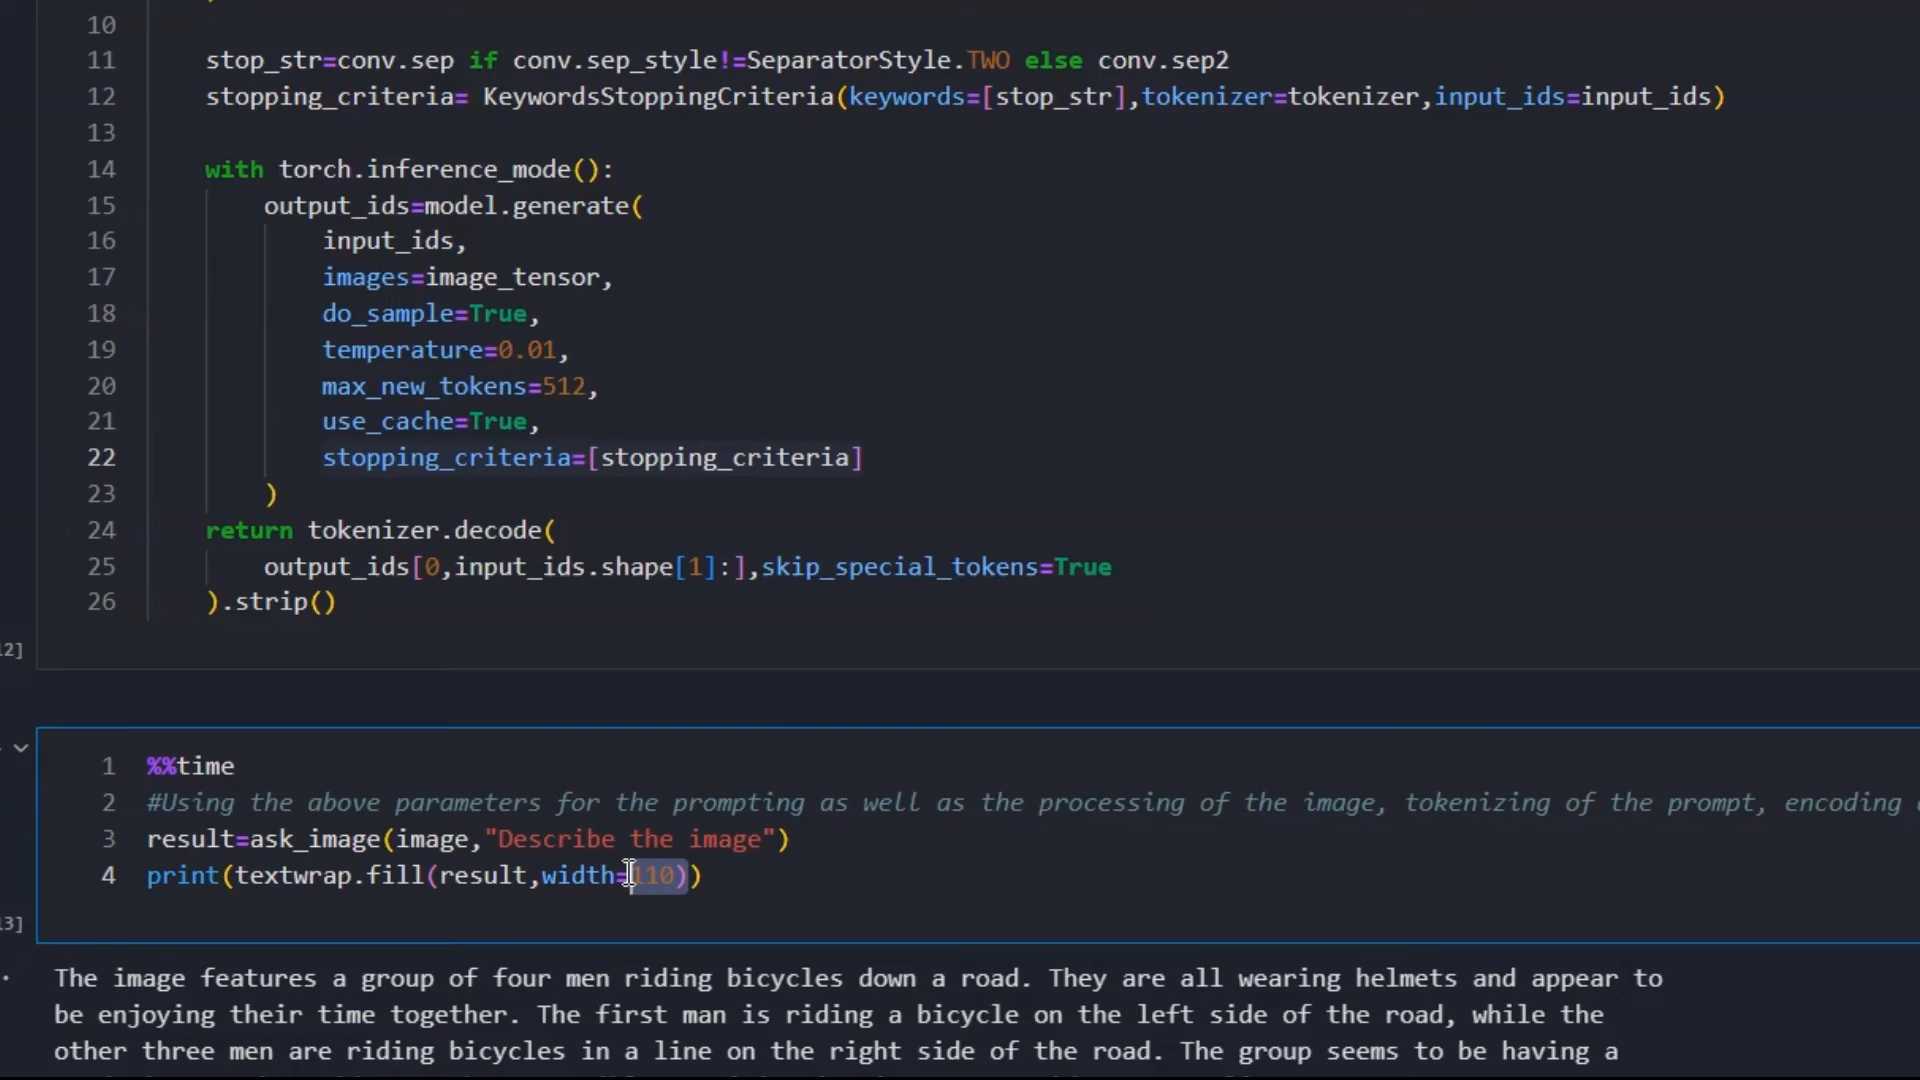 10
11 stop_str=conv.sep if conv.sep_style!=SeparatorStyle.TWO else conv.sep2
12 stopping_criteria= KeywordsStoppingCriteria(keywords=[stop_str],tokenizer=tokenizer,input_ids=input_ids)
13
14 with torch.inference_mode():
15 output_ids=model.generate(
16 input_ids,
17 images=image_tensor,
18 do_sample=True,
19 temperature=0.01,
20 max_new_tokens=512,
21 use_cache=True,
22 stopping_criteria=[stopping_criteria]
23 )
24 return tokenizer.decode(
25 output_ids[0,input_ids.shape[1]:],skip_special_tokens=True
26 ).strip()
12]
1 %%time
2 #Using the above parameters for the prompting as well as the processing of the image, tokenizing of the prompt, encoding
3 result=ask_image(image,"Describe the image")
4 print(textwrap.fill(result,width=110))
13]
The image features a group of four men riding bicycles down a road. They are all wearing helmets and appear to
be enjoying their time together. The first man is riding a bicycle on the left side of the road, while the
other three men are riding bicycles in a line on the right side of the road. The group seems to be having a